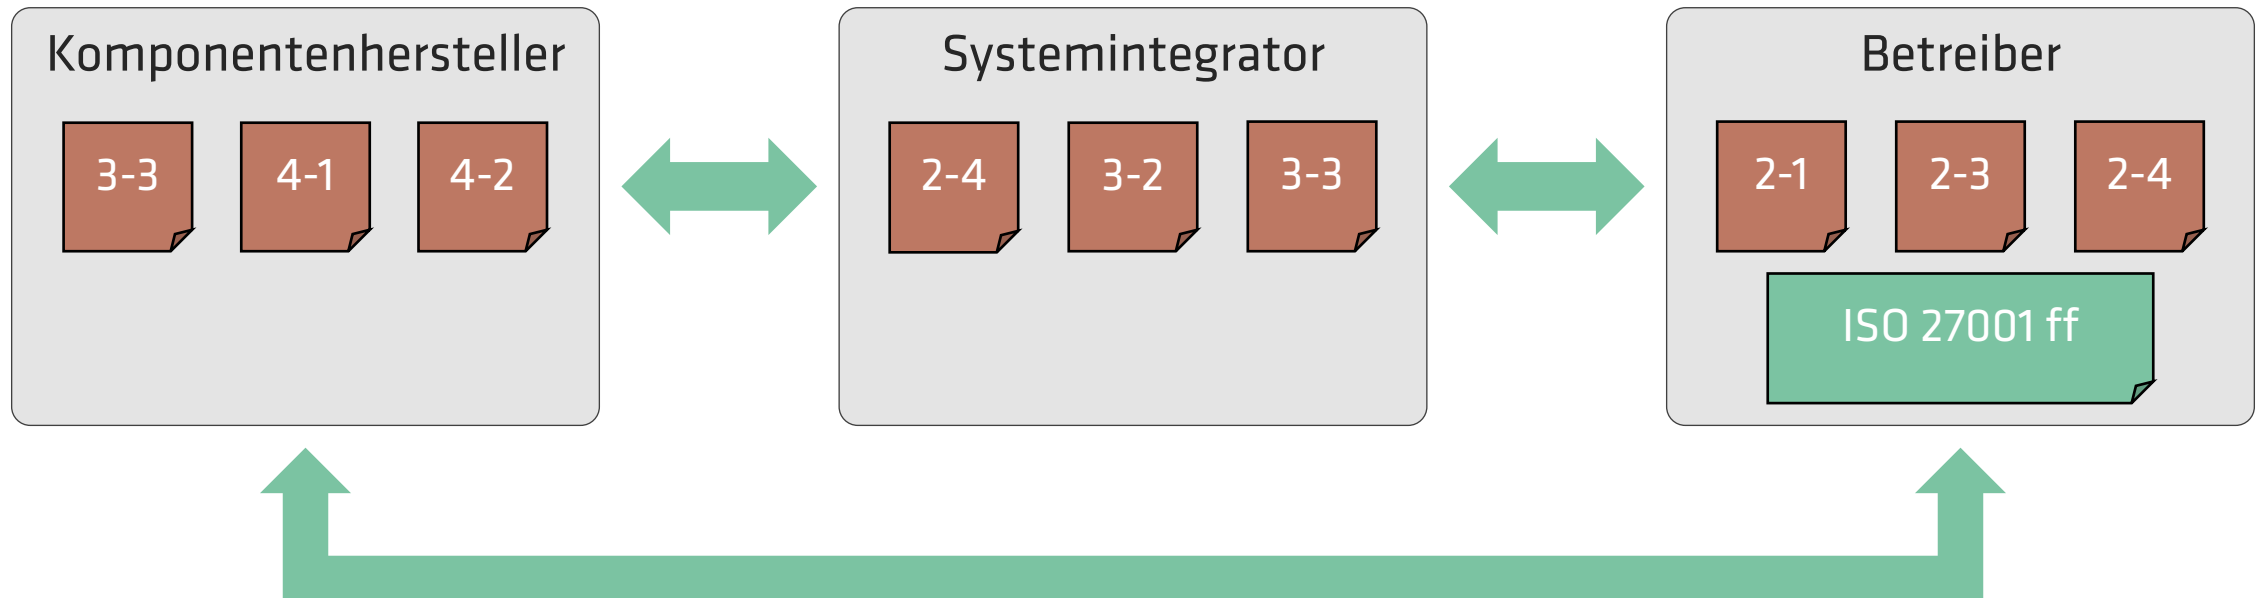 Komponentenhersteller
3-3 4-1 4-2
Systemintegrator
2-4 3-2 3-3
Betreiber
2-1 2-3 2-4
ISO 27001 ff